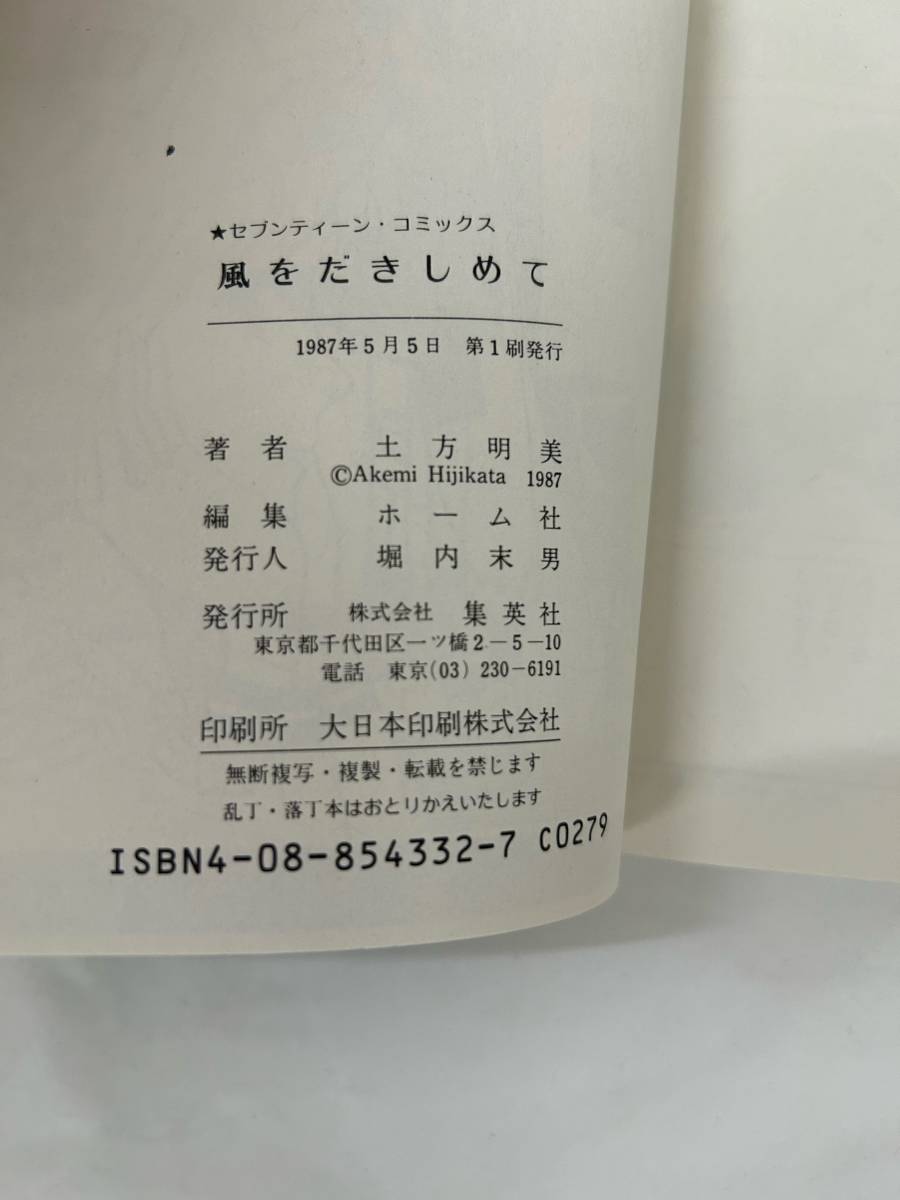 ★セブンティーン・コミックス
風をだきしめて
1987年5月5日 第1刷発行
著者 土方明美
©Akemi Hijikata 1987
編集 ホーム社
発行人 堀内末男
発行所 株式会社 集英社
東京都千代田区一ツ橋2-5-10
電話 東京(03)230-6191
印刷所 大日本印刷株式会社
無断複写・複製・転載を禁じます
乱丁・落丁本はおとりかえいたします
ISBN4-08-854332-7 C0279